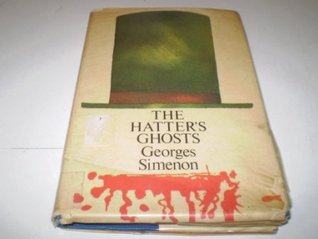 THE
HATTER'S
GHOSTS
Georges
Simenon